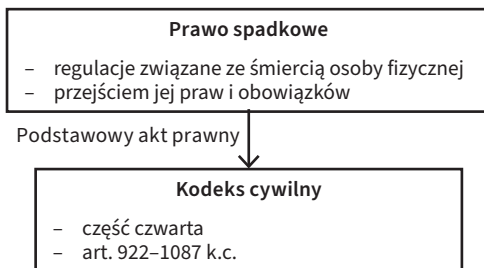 Prawo spadkowe
– regulacje związane ze śmiercią osoby fizycznej
– przejściem jej praw i obowiązków
Podstawowy akt prawny
Kodeks cywilny
– część czwarta
– art. 922–1087 k.c.